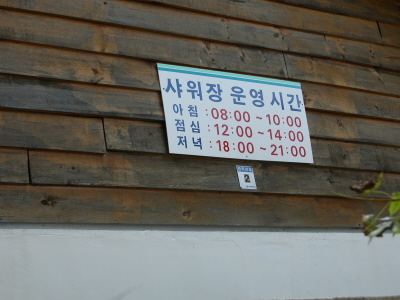 샤워장 운영 시간
아침 : 08:00 ~ 10:00
점심 : 12:00 ~ 14:00
저녁 : 18:00 ~ 21:00
2